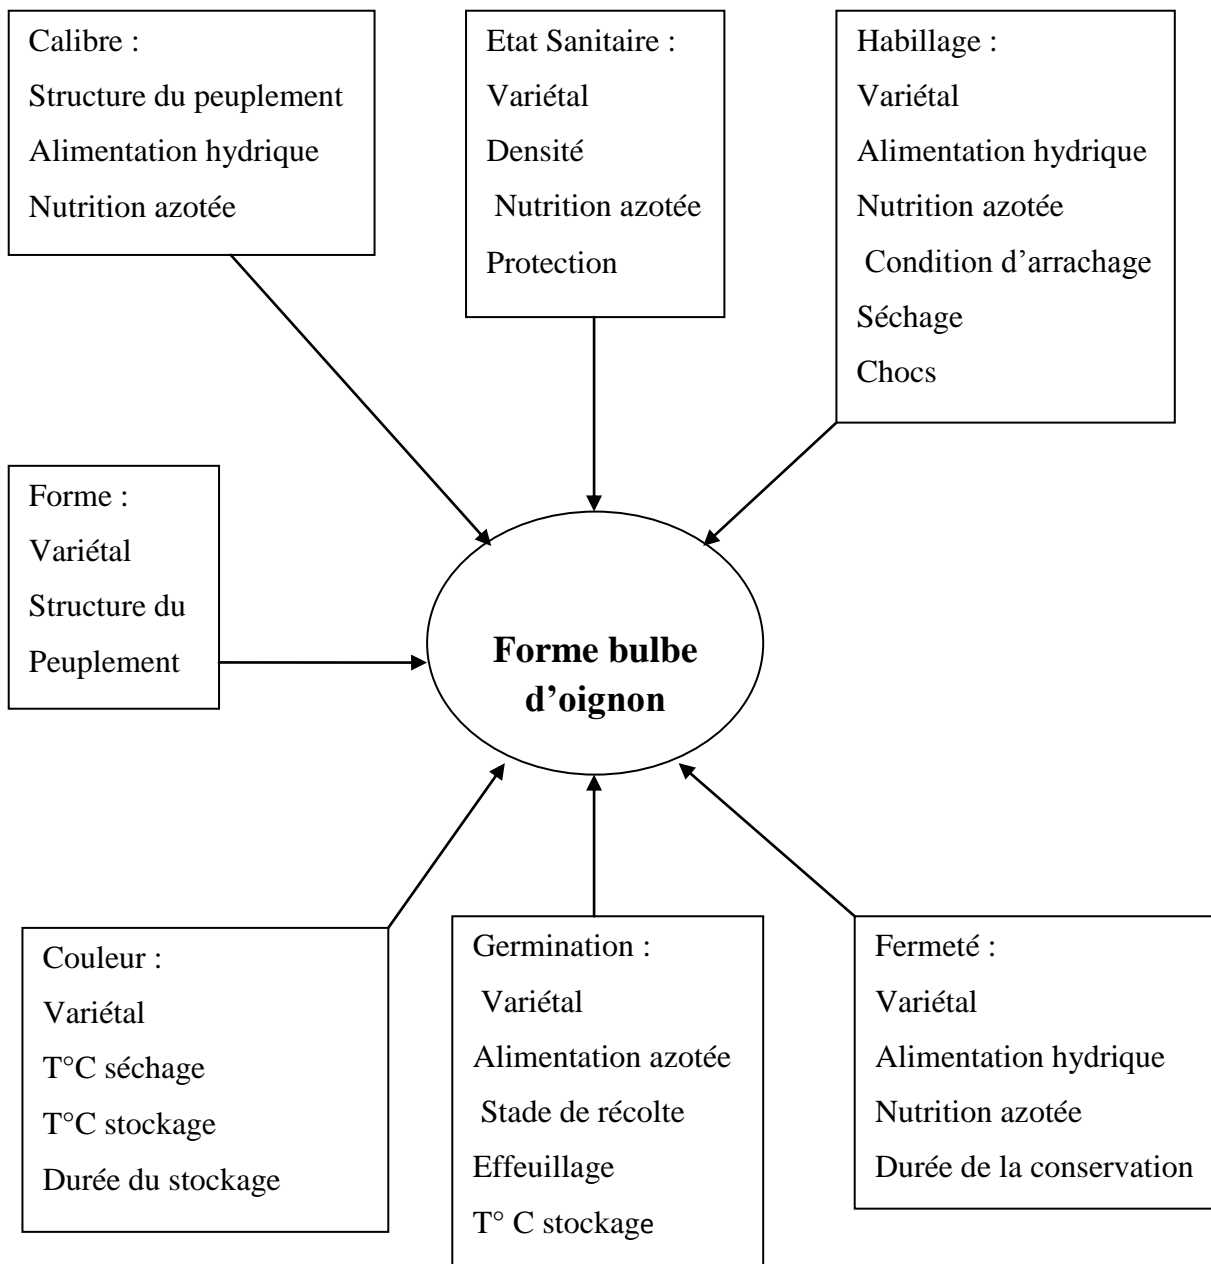 Calibre :
Structure du peuplement
Alimentation hydrique
Nutrition azotée
Etat Sanitaire :
Variétal
Densité
Nutrition azotée
Protection
Habillage :
Variétal
Alimentation hydrique
Nutrition azotée
Condition d’arrachage
Séchage
Chocs
Forme :
Variétal
Structure du
Peuplement
Forme bulbe
d’oignon
Couleur :
Variétal
T°C séchage
T°C stockage
Durée du stockage
Germination :
Variétal
Alimentation azotée
Stade de récolte
Effeuillage
T° C stockage
Fermeté :
Variétal
Alimentation hydrique
Nutrition azotée
Durée de la conservation